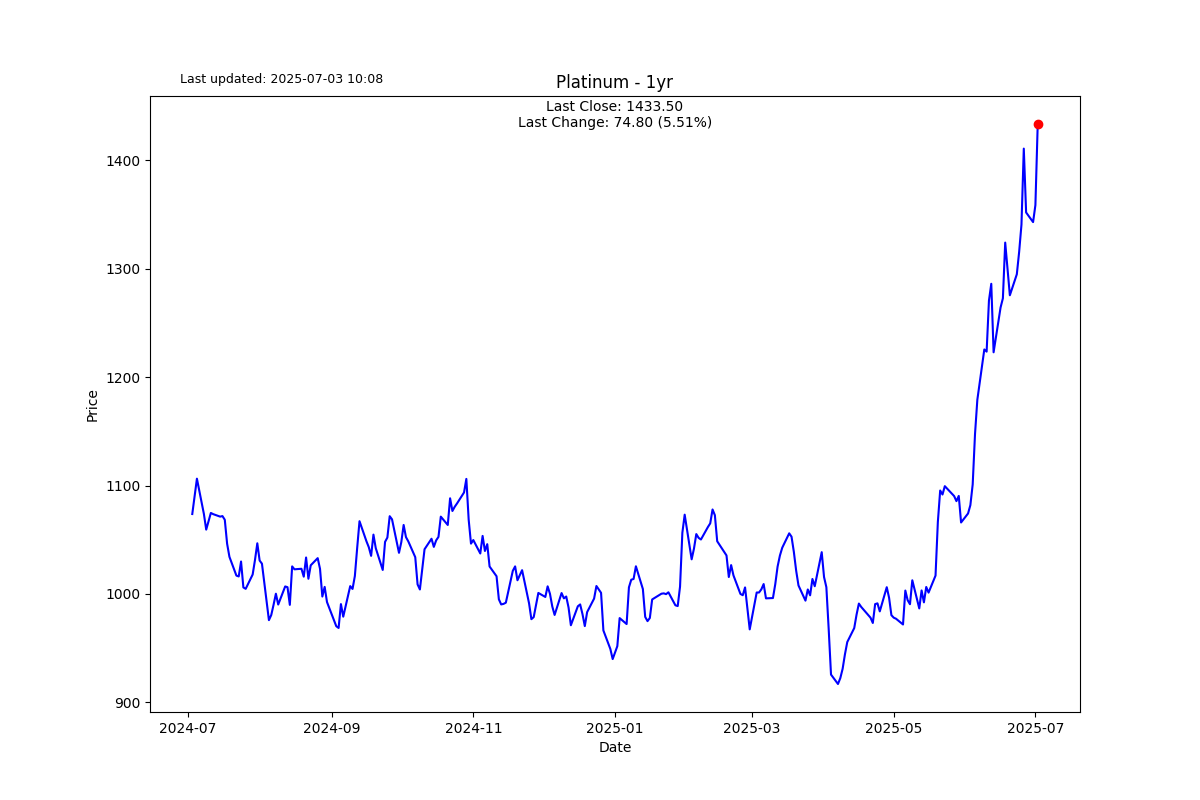 Last updated: 2025-07-03 10:08
Platinum - 1yr
Last Close: 1433.50
Last Change: 74.80 (5.51%)
1400
1300
1200
1100
1000
900
Price
2024-07
2024-09
2024-11
2025-01
2025-03
2025-05
2025-07
Date